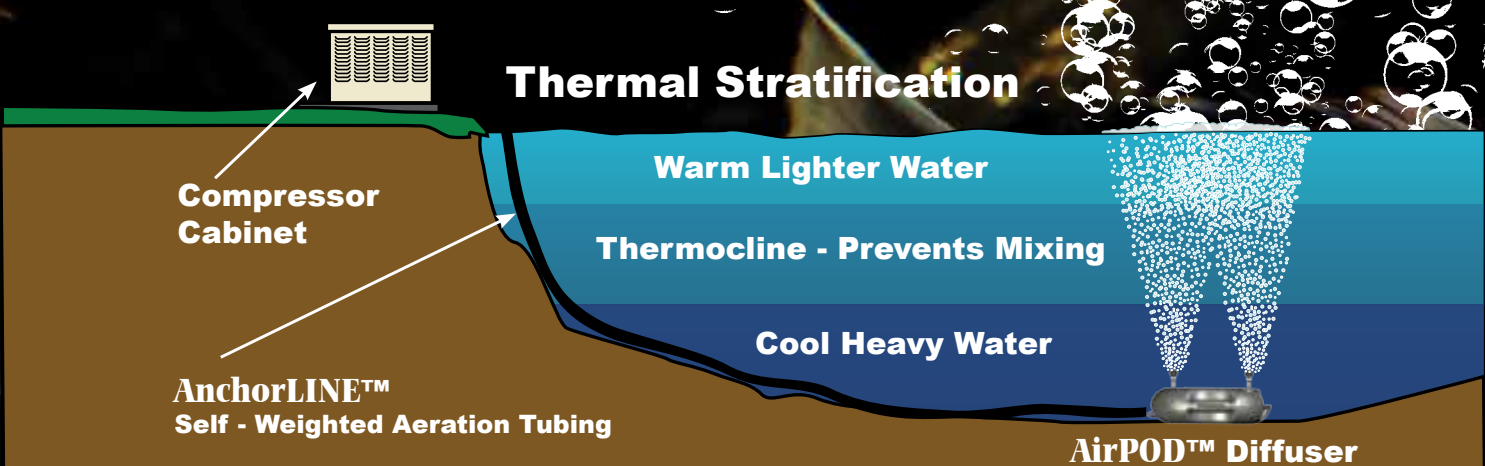 Thermal Stratification
Compressor
Cabinet
Warm Lighter Water
Thermocline - Prevents Mixing
Cool Heavy Water
AnchorLINE™
Self - Weighted Aeration Tubing
AirPOD™ Diffuser